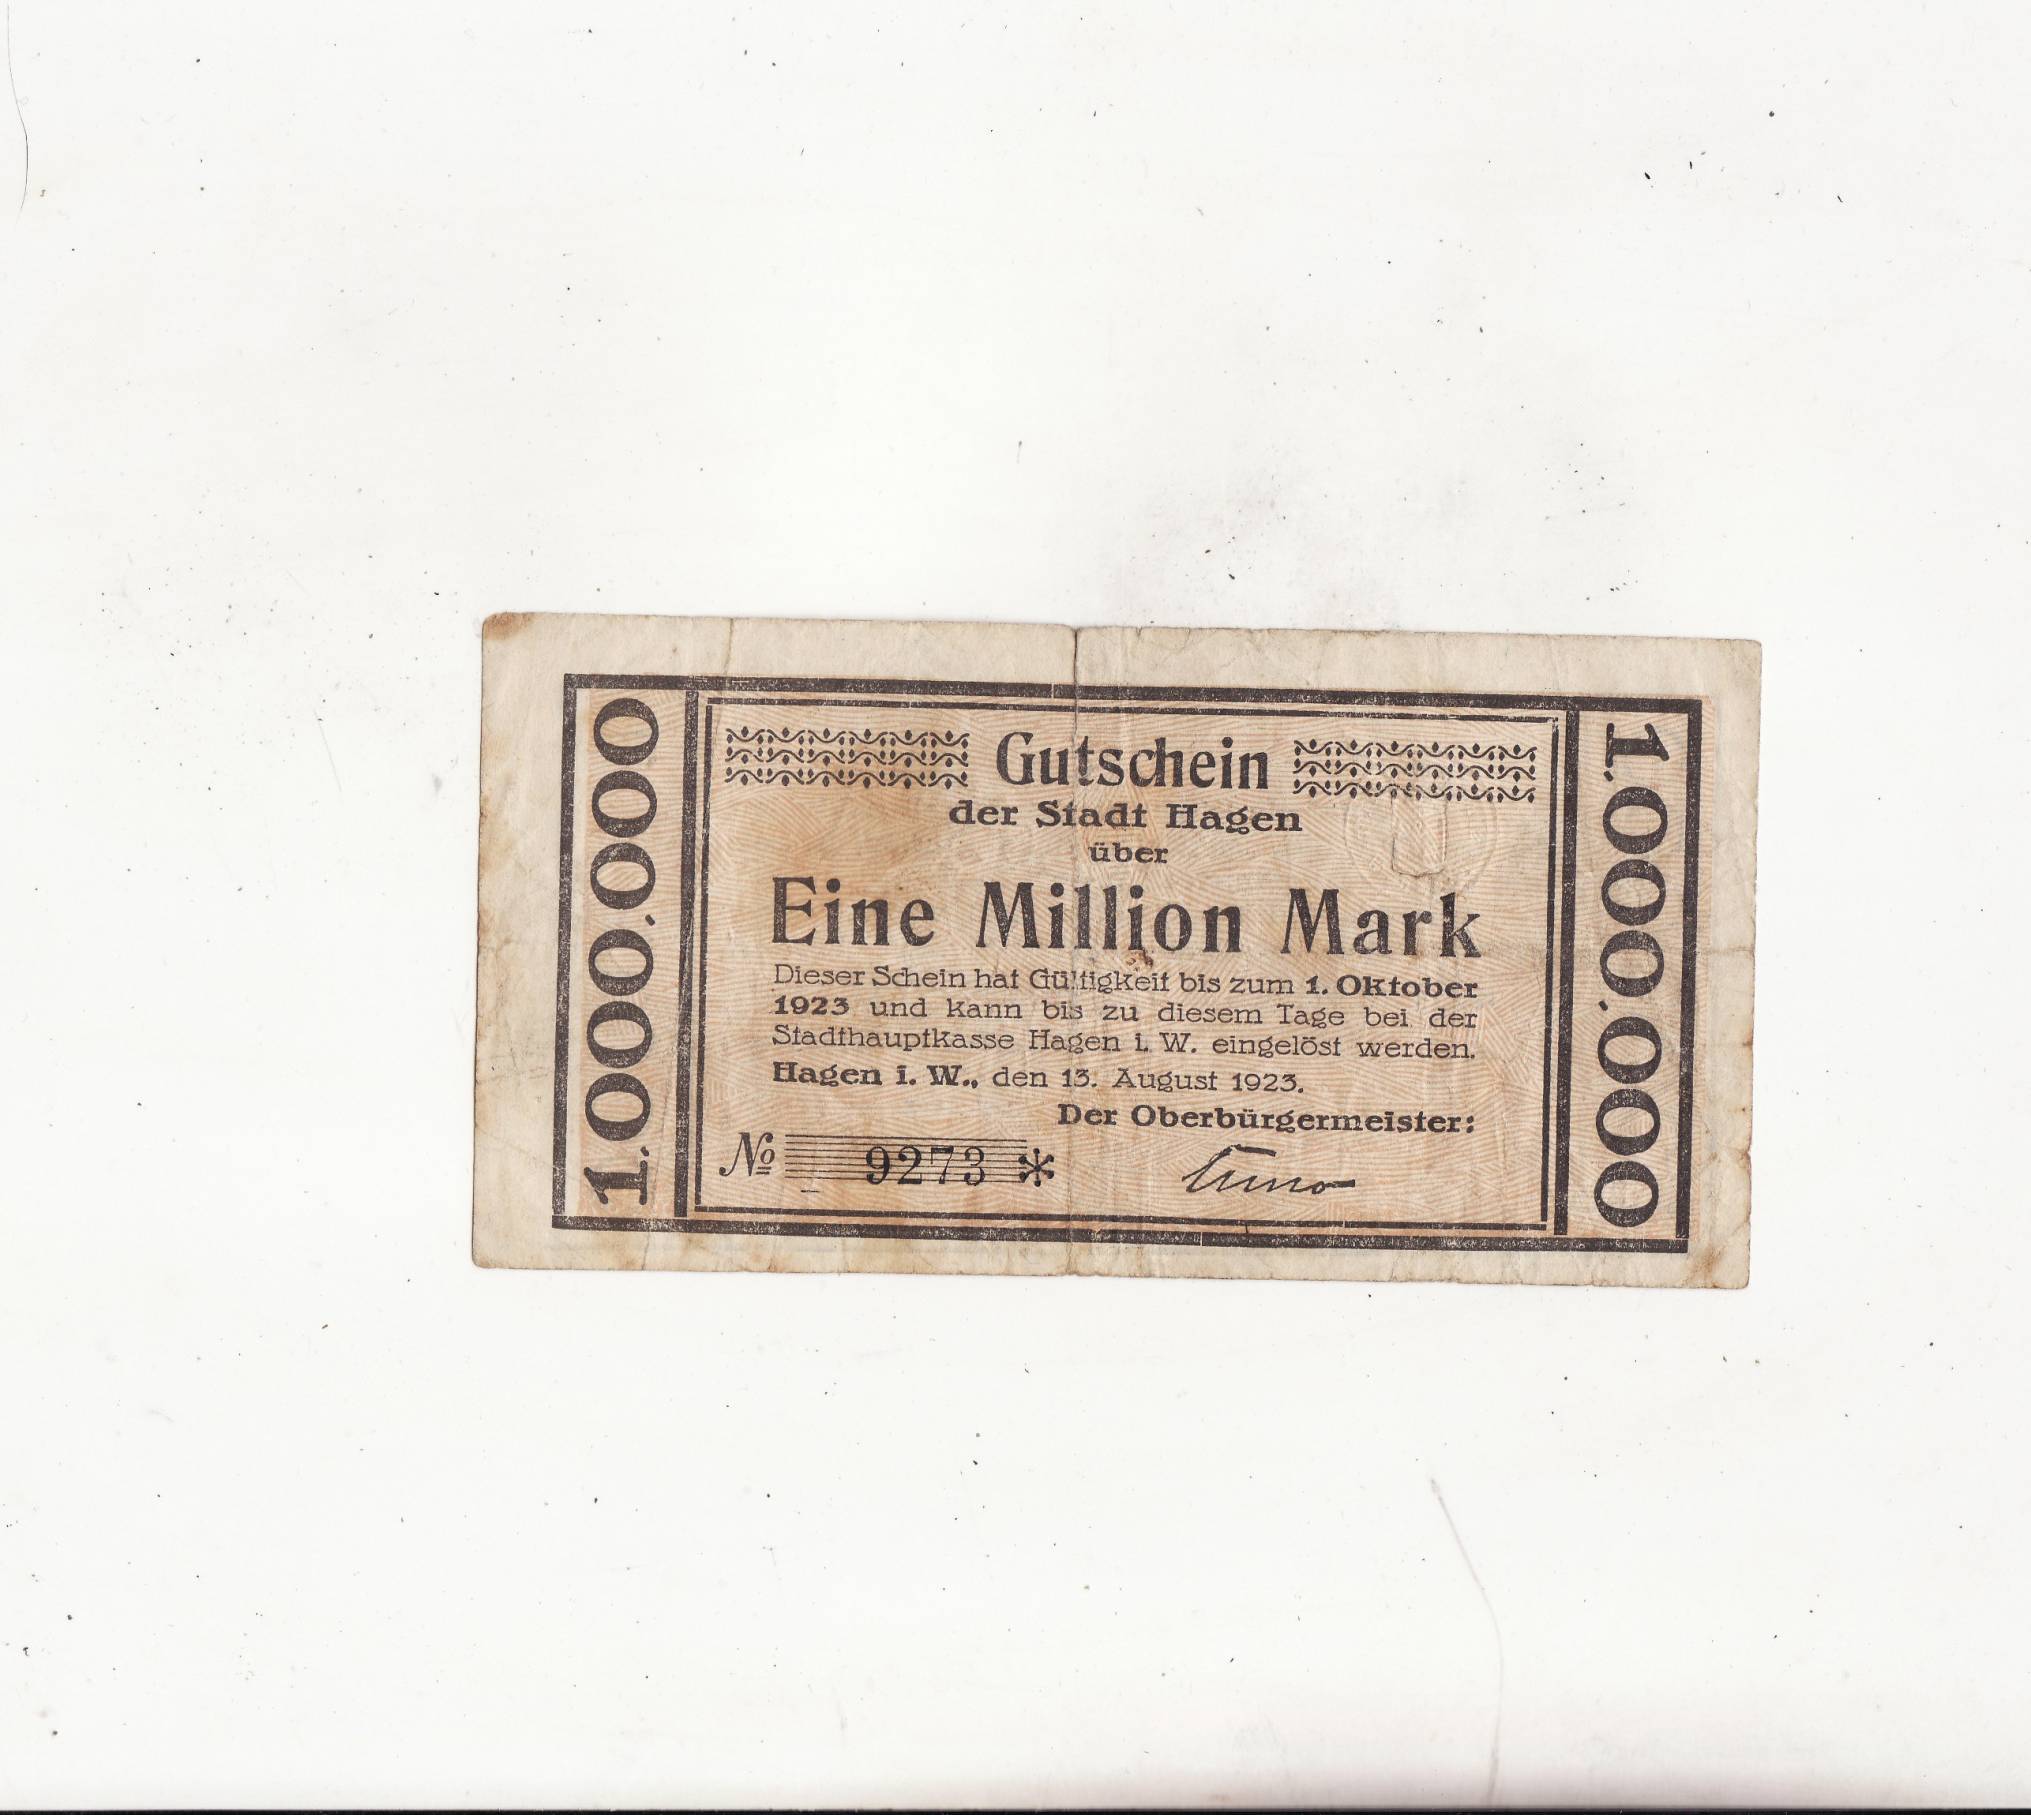 1.000.000
Gutschein
der Stadt Hagen
über
Eine Million Mark
Dieser Schein hat Gültigkeit bis zum 1. Oktober
1923 und kann bis zu diesem Tage bei der
Stadthauptkasse Hagen i. W. eingelöst werden.
Hagen i. W., den 13. August 1923.
Der Oberbürgermeister:
№ 9273 *
Cuno
1.000.000